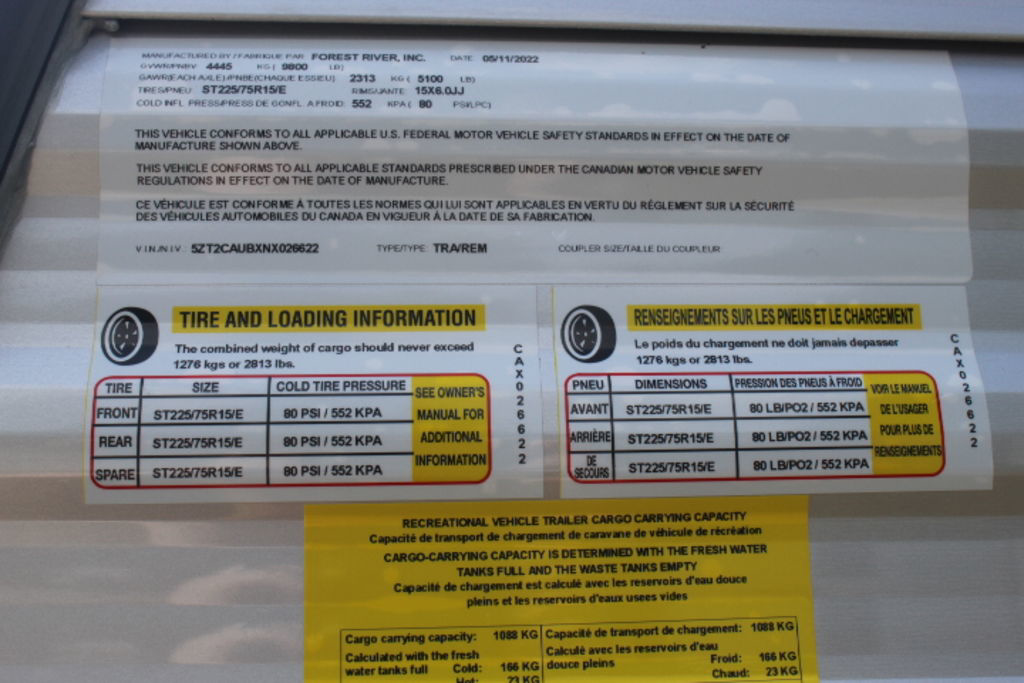 MANUFACTURED BY / FABRIQUE PAR FOREST RIVER, INC. DATE 05/11/2022
GVWR/PNBV 4445 KG ( 9800 LB)
GAWR(EACH AXLE)/PNBE(CHAQUE ESSIEU) 2313 KG ( 5100 LB)
TIRES/PNEU ST225/75R15/E RIMS/JANTE 15X6.0JJ
COLD INFL PRESS/PRESS DE GONFL A FROID: 552 KPA ( 80 PSI/LPC)
THIS VEHICLE CONFORMS TO ALL APPLICABLE U.S. FEDERAL MOTOR VEHICLE SAFETY STANDARDS IN EFFECT ON THE DATE OF
MANUFACTURE SHOWN ABOVE.
THIS VEHICLE CONFORMS TO ALL APPLICABLE STANDARDS PRESCRIBED UNDER THE CANADIAN MOTOR VEHICLE SAFETY
REGULATIONS IN EFFECT ON THE DATE OF MANUFACTURE.
CE VÉHICULE EST CONFORME À TOUTES LES NORMES QUI LUI SONT APPLICABLES EN VERTU DU RÈGLEMENT SUR LA SÉCURITÉ
DES VÉHICULES AUTOMOBILES DU CANADA EN VIGUEUR À LA DATE DE SA FABRICATION.
V.I.N./N.I.V.: 5ZT2CAUBXNX026622 TYPE/TYPE: TRA/REM COUPLER SIZE/TAILLE DU COUPLEUR
TIRE AND LOADING INFORMATION
The combined weight of cargo should never exceed
1276 kgs or 2813 lbs.
TIRE SIZE COLD TIRE PRESSURE
FRONT ST225/75R15/E 80 PSI / 552 KPA
REAR ST225/75R15/E 80 PSI / 552 KPA
SPARE ST225/75R15/E 80 PSI / 552 KPA
SEE OWNER'S
MANUAL FOR
ADDITIONAL
INFORMATION
CAX026622
RENSEIGNEMENTS SUR LES PNEUS ET LE CHARGEMENT
Le poids du chargement ne doit jamais depasser
1276 kgs or 2813 lbs.
PNEU DIMENSIONS PRESSION DES PNEUS À FROID
AVANT ST225/75R15/E 80 LB/PO2 / 552 KPA
ARRIÈRE ST225/75R15/E 80 LB/PO2 / 552 KPA
DE
SECOURS ST225/75R15/E 80 LB/PO2 / 552 KPA
VOIR LE MANUEL
DE L'USAGER
POUR PLUS DE
RENSEIGNEMENTS
CAX026622
RECREATIONAL VEHICLE TRAILER CARGO CARRYING CAPACITY
Capacité de transport de chargement de caravane de véhicule de récréation
CARGO-CARRYING CAPACITY IS DETERMINED WITH THE FRESH WATER
TANKS FULL AND THE WASTE TANKS EMPTY
Capacité de chargement est calculé avec les reservoirs d'eau douce
pleins et les reservoirs d'eaux usees vides
Cargo carrying capacity: 1088 KG
Calculated with the fresh
water tanks full Cold: 166 KG
Hot: 23 KG
Capacité de transport de chargement: 1088 KG
Calculé avec les reservoirs d'eau
douce pleins Froid: 166 KG
Chaud: 23 KG